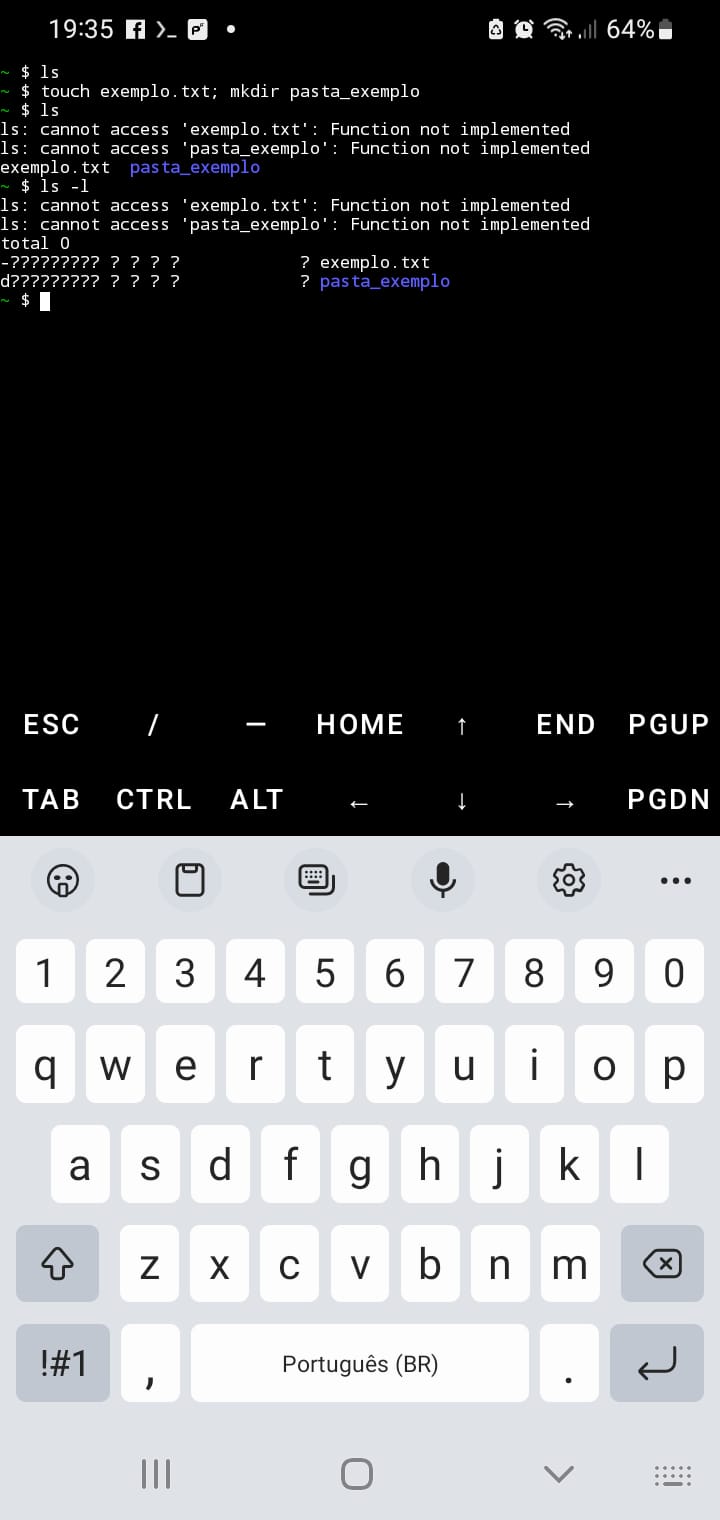 19:35 64%
~ $ ls
~ $ touch exemplo.txt; mkdir pasta_exemplo
~ $ ls
ls: cannot access 'exemplo.txt': Function not implemented
ls: cannot access 'pasta_exemplo': Function not implemented
exemplo.txt  pasta_exemplo
~ $ ls -l
ls: cannot access 'exemplo.txt': Function not implemented
ls: cannot access 'pasta_exemplo': Function not implemented
total 0
-????????? ? ? ? ?            ? exemplo.txt
d????????? ? ? ? ?            ? pasta_exemplo
~ $
ESC / — HOME ↑ END PGUP
TAB CTRL ALT ← ↓ → PGDN
1 2 3 4 5 6 7 8 9 0
q w e r t y u i o p
a s d f g h j k l
z x c v b n m
!#1 , Português (BR) .